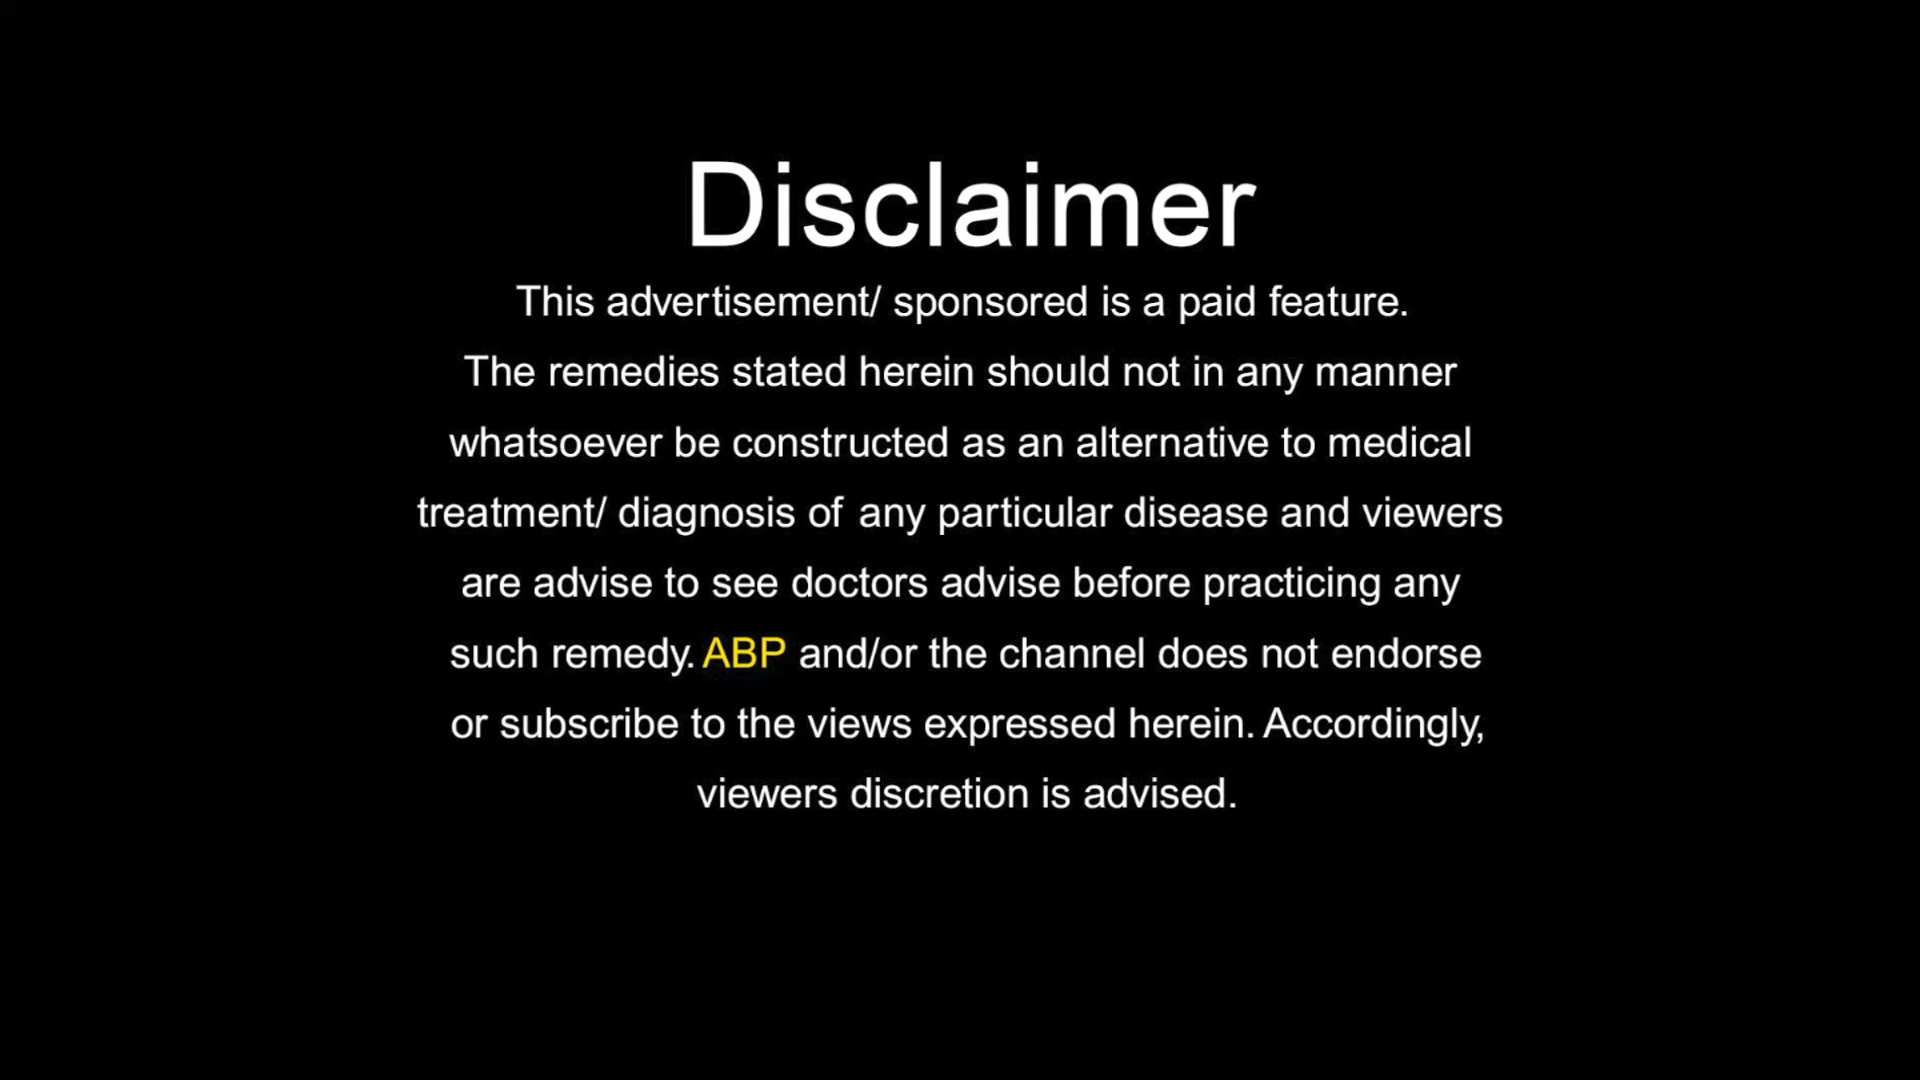 Disclaimer
This advertisement/ sponsored is a paid feature.
The remedies stated herein should not in any manner
whatsoever be constructed as an alternative to medical
treatment/ diagnosis of any particular disease and viewers
are advise to see doctors advise before practicing any
such remedy. ABP and/or the channel does not endorse
or subscribe to the views expressed herein. Accordingly,
viewers discretion is advised.